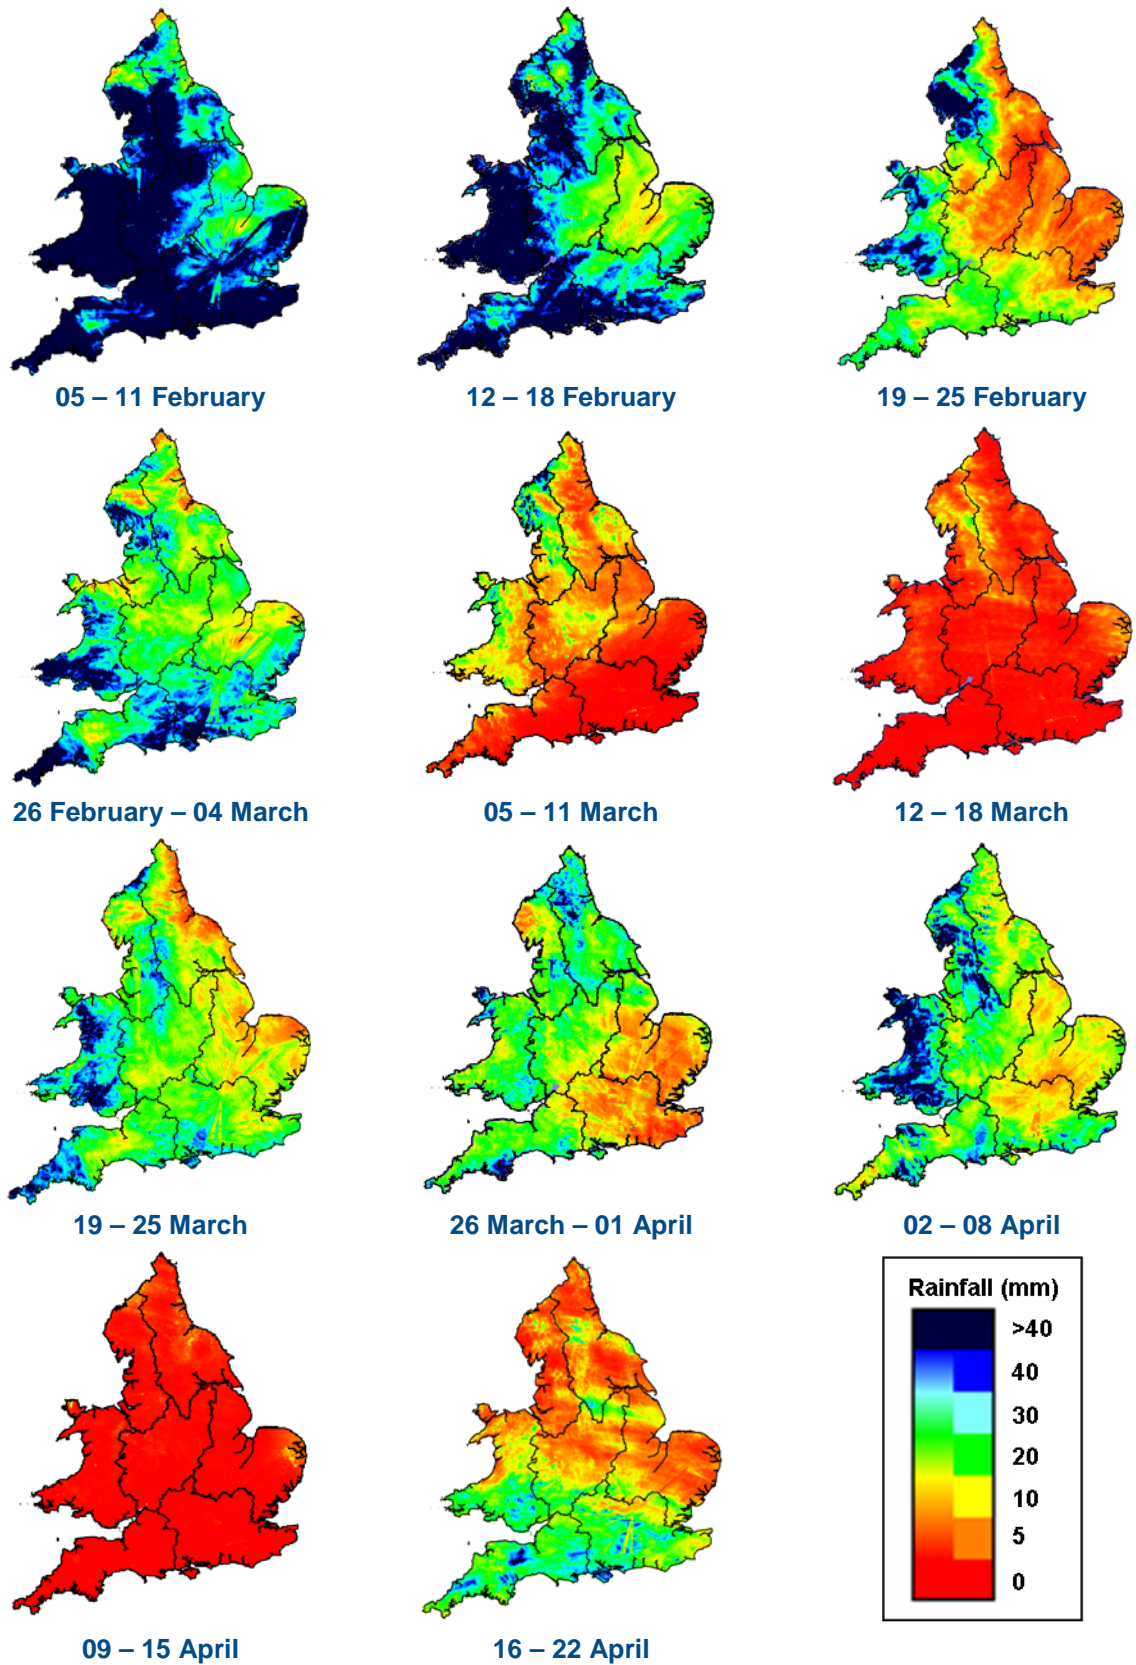 05 – 11 February
12 – 18 February
19 – 25 February
26 February – 04 March
05 – 11 March
12 – 18 March
19 – 25 March
26 March – 01 April
02 – 08 April
09 – 15 April
16 – 22 April
Rainfall (mm)
>40
40
30
20
10
5
0